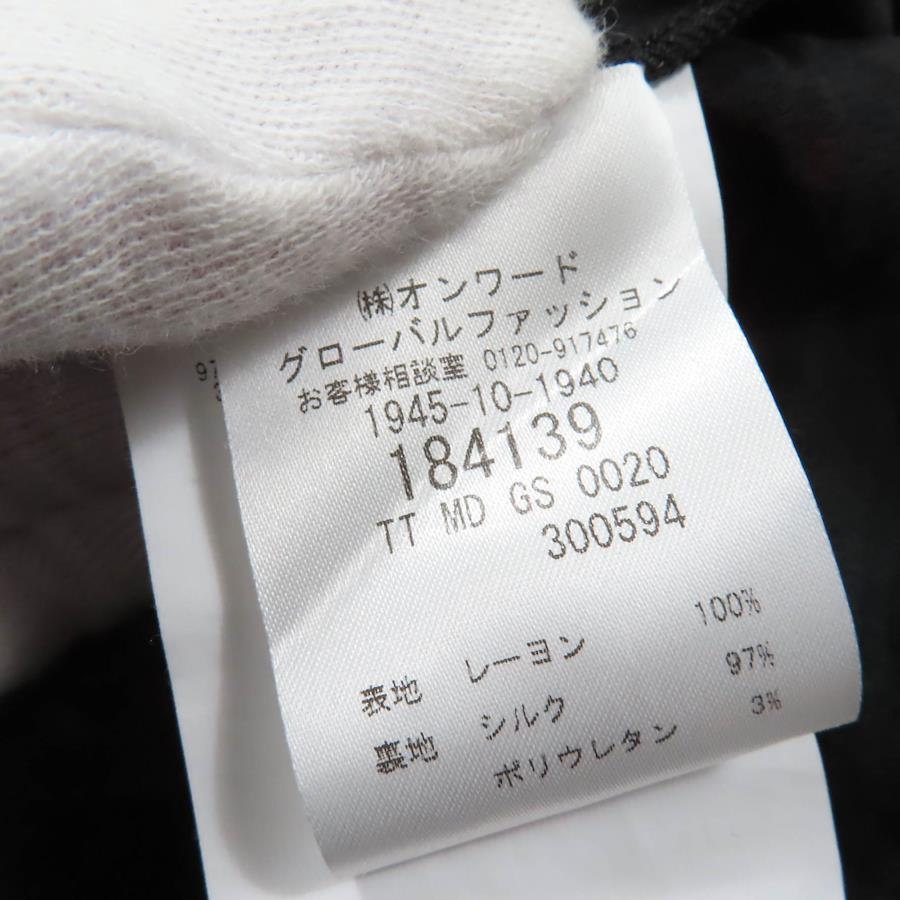 ㈱オンワード
グローバルファッション
お客様相談室 0120-917476
1945-10-1940
184139
TT MD GS 0020
300594
表地 レーヨン 100%
裏地 シルク 97%
ポリウレタン 3%
97